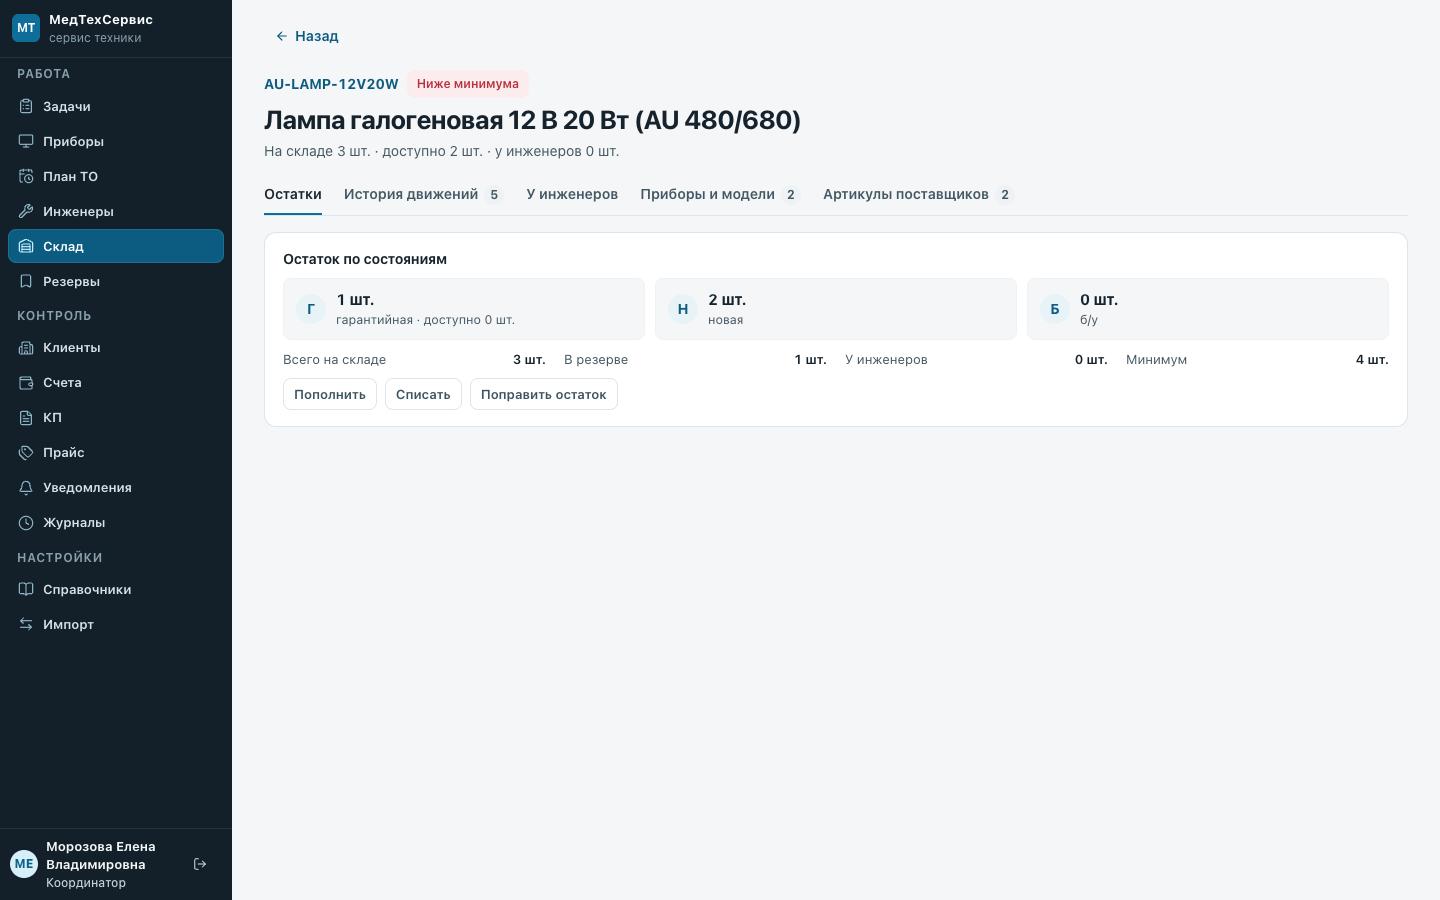 МТ
МедТехСервис
сервис техники
РАБОТА
Задачи
Приборы
План ТО
Инженеры
Склад
Резервы
КОНТРОЛЬ
Клиенты
Счета
КП
Прайс
Уведомления
Журналы
НАСТРОЙКИ
Справочники
Импорт
МЕ
Морозова Елена
Владимировна
Координатор
Назад
AU-LAMP-12V20W Ниже минимума
Лампа галогеновая 12 В 20 Вт (AU 480/680)
На складе 3 шт. · доступно 2 шт. · у инженеров 0 шт.
Остатки История движений 5 У инженеров Приборы и модели 2 Артикулы поставщиков 2
Остаток по состояниям
Г
1 шт.
гарантийная · доступно 0 шт.
Н
2 шт.
новая
Б
0 шт.
б/у
Всего на складе 3 шт. В резерве 1 шт. У инженеров 0 шт. Минимум 4 шт.
Пополнить Списать Поправить остаток